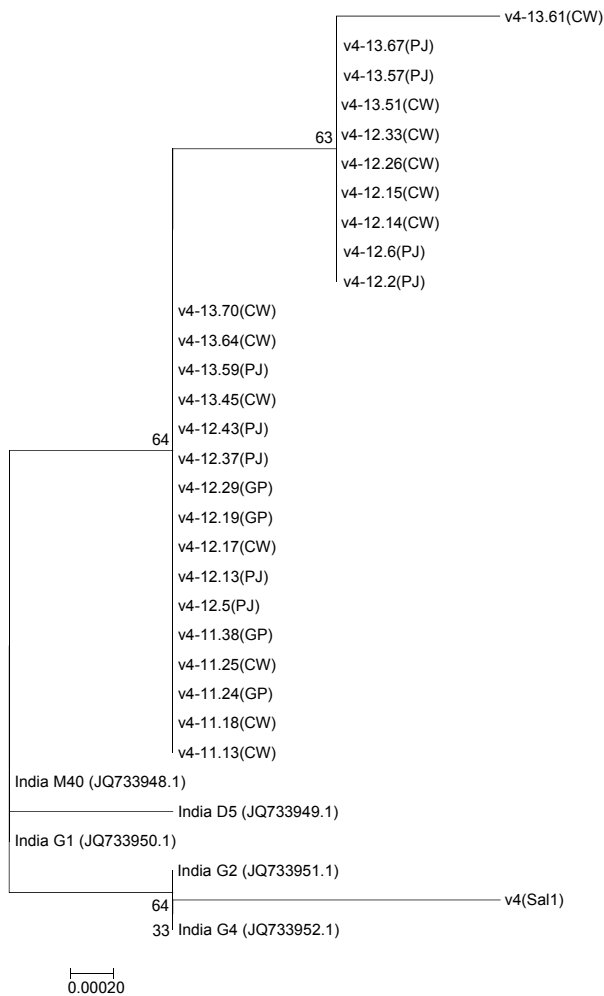 v4-13.61(CW)
v4-13.67(PJ)
v4-13.57(PJ)
v4-13.51(CW)
63
v4-12.33(CW)
v4-12.26(CW)
v4-12.15(CW)
v4-12.14(CW)
v4-12.6(PJ)
v4-12.2(PJ)
v4-13.70(CW)
v4-13.64(CW)
v4-13.59(PJ)
v4-13.45(CW)
v4-12.43(PJ)
64
v4-12.37(PJ)
v4-12.29(GP)
v4-12.19(GP)
v4-12.17(CW)
v4-12.13(PJ)
v4-12.5(PJ)
v4-11.38(GP)
v4-11.25(CW)
v4-11.24(GP)
v4-11.18(CW)
v4-11.13(CW)
India M40 (JQ733948.1)
India D5 (JQ733949.1)
India G1 (JQ733950.1)
India G2 (JQ733951.1)
v4(Sal1)
64
33
India G4 (JQ733952.1)
0.00020